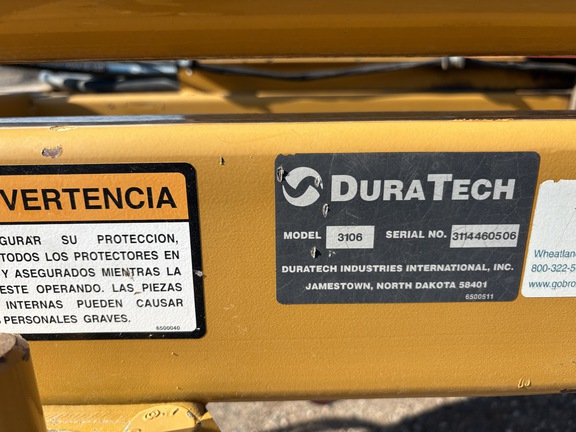 VERTENCIA
GURAR SU PROTECCION,
TODOS LOS PROTECTORES EN
Y ASEGURADOS MIENTRAS LA
ESTE OPERANDO. LAS PIEZAS
INTERNAS PUEDEN CAUSAR
PERSONALES GRAVES.
6500040
DURATECH
MODEL 3106 SERIAL NO. 3114460506
DURATECH INDUSTRIES INTERNATIONAL, INC.
JAMESTOWN, NORTH DAKOTA 58401
6500511
Wheatlan
800-322-5
www.gobro